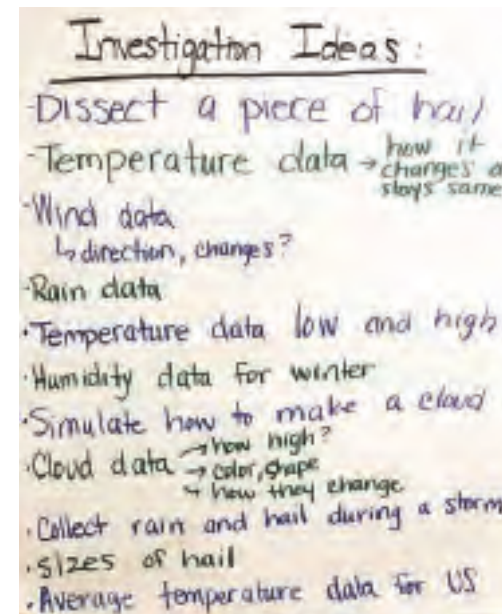 Investigation Ideas:
-Dissect a piece of hail
-Temperature data → how it
changes or
stays same
-Wind data
↳ direction, changes?
·Rain data
·Temperature data low and high
·Humidity data for winter
·Simulate how to make a cloud
→ how high?
·Cloud data → color, shape
↳ how they change
·Collect rain and hail during a storm
·sizes of hail
·Average temperature data for US